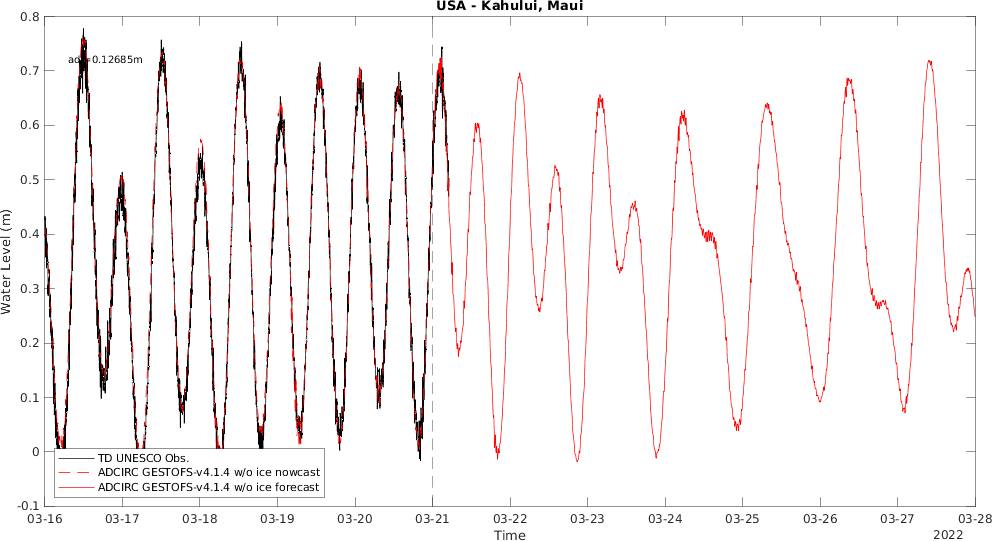 USA - Kahului, Maui
0.8
0.7
0.6
0.5
0.4
0.3
0.2
0.1
0
-0.1
Water Level (m)
=0.12685m
TD UNESCO Obs.
ADCIRC GESTOFS-v4.1.4 w/o ice nowcast
ADCIRC GESTOFS-v4.1.4 w/o ice forecast
03-16 03-17 03-18 03-19 03-20 03-21 03-22 03-23 03-24 03-25 03-26 03-27 03-28
Time
2022